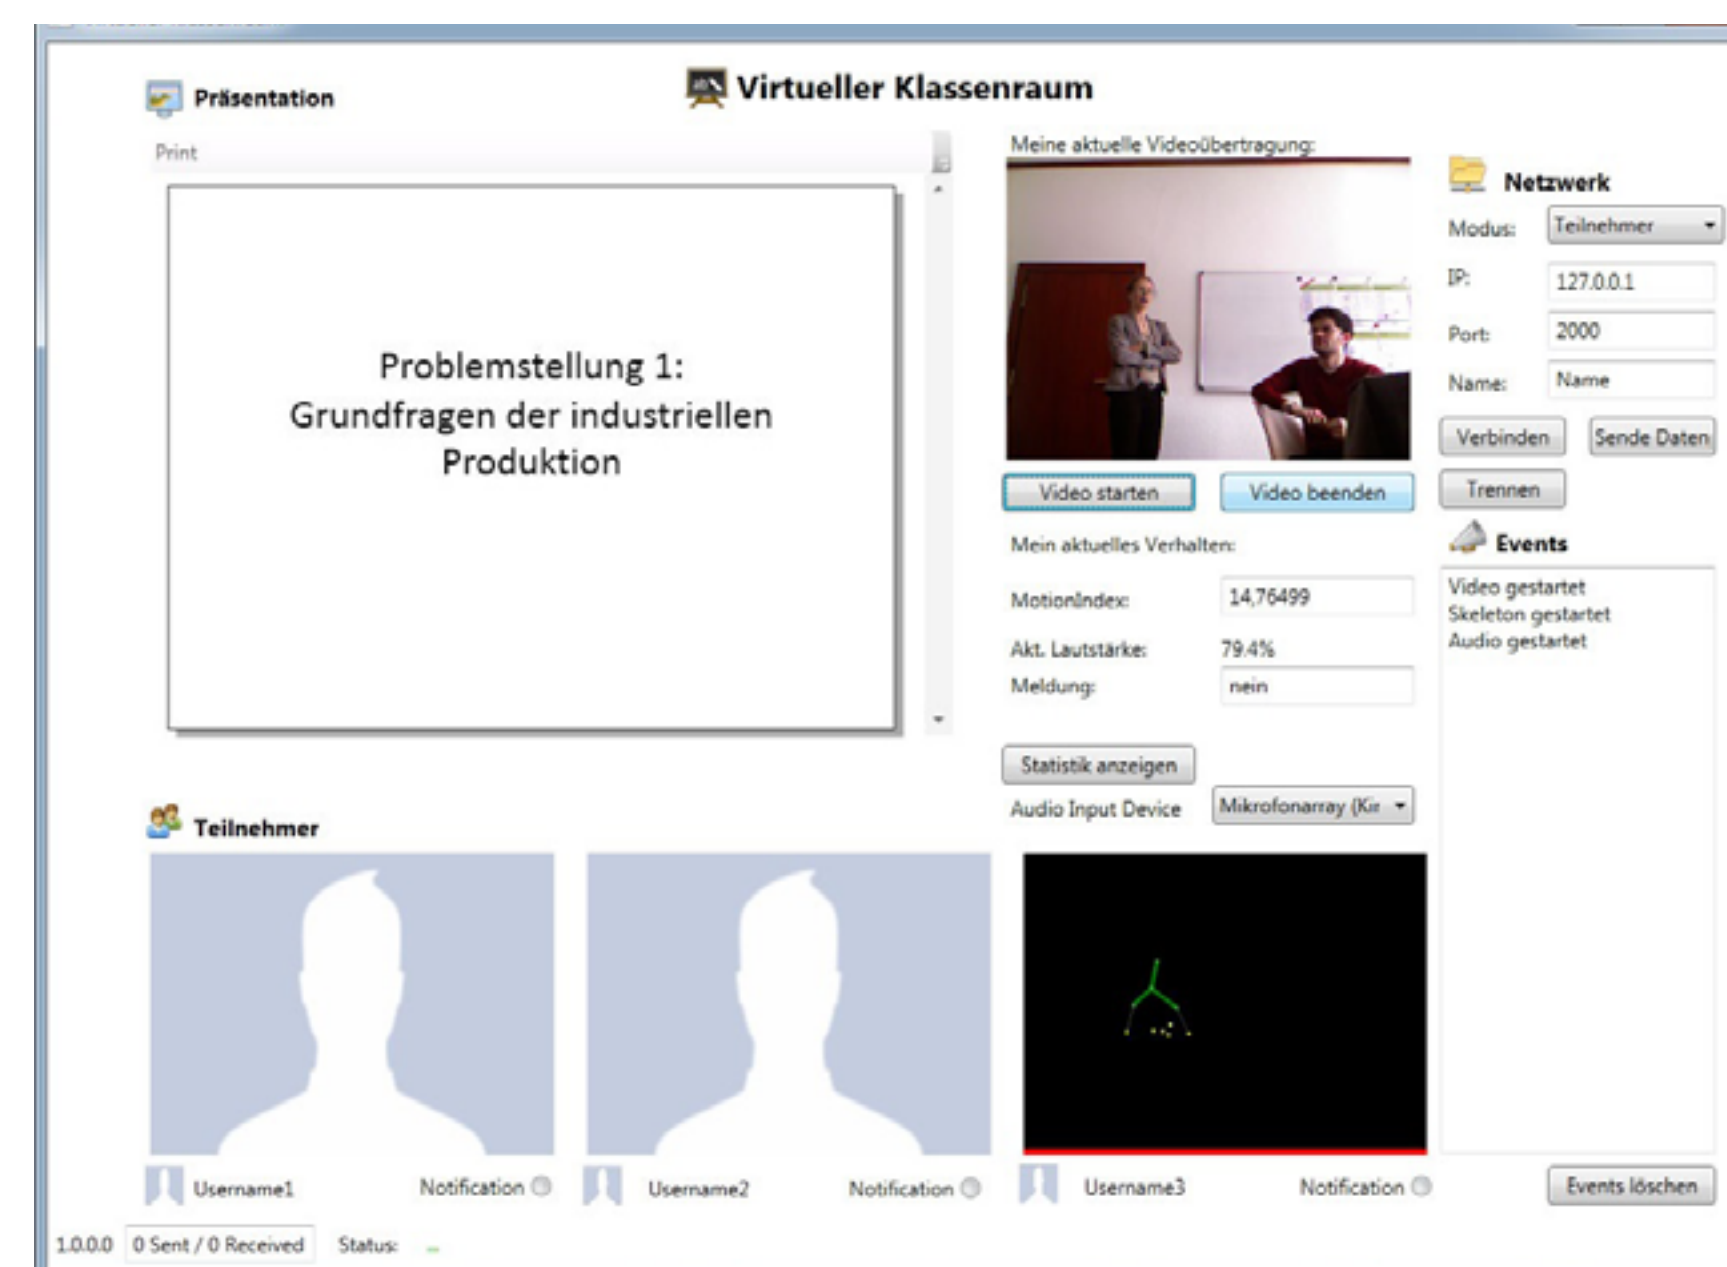 Virtueller Klassenraum
Präsentation
Print
Problemstellung 1:
Grundfragen der industriellen
Produktion
Meine aktuelle Videoübertragung:
Video starten
Video beenden
Mein aktuelles Verhalten:
MotionIndex: 14,76499
Akt. Lautstärke: 79.4%
Meldung: nein
Statistik anzeigen
Audio Input Device Mikrofonarray (Kir
Netzwerk
Modus: Teilnehmer
IP: 127.0.0.1
Port: 2000
Name: Name
Verbinden Sende Daten
Trennen
Events
Video gestartet
Skeleton gestartet
Audio gestartet
Events löschen
Teilnehmer
Username1 Notification
Username2 Notification
Username3 Notification
1.0.0.0 0 Sent / 0 Received Status: